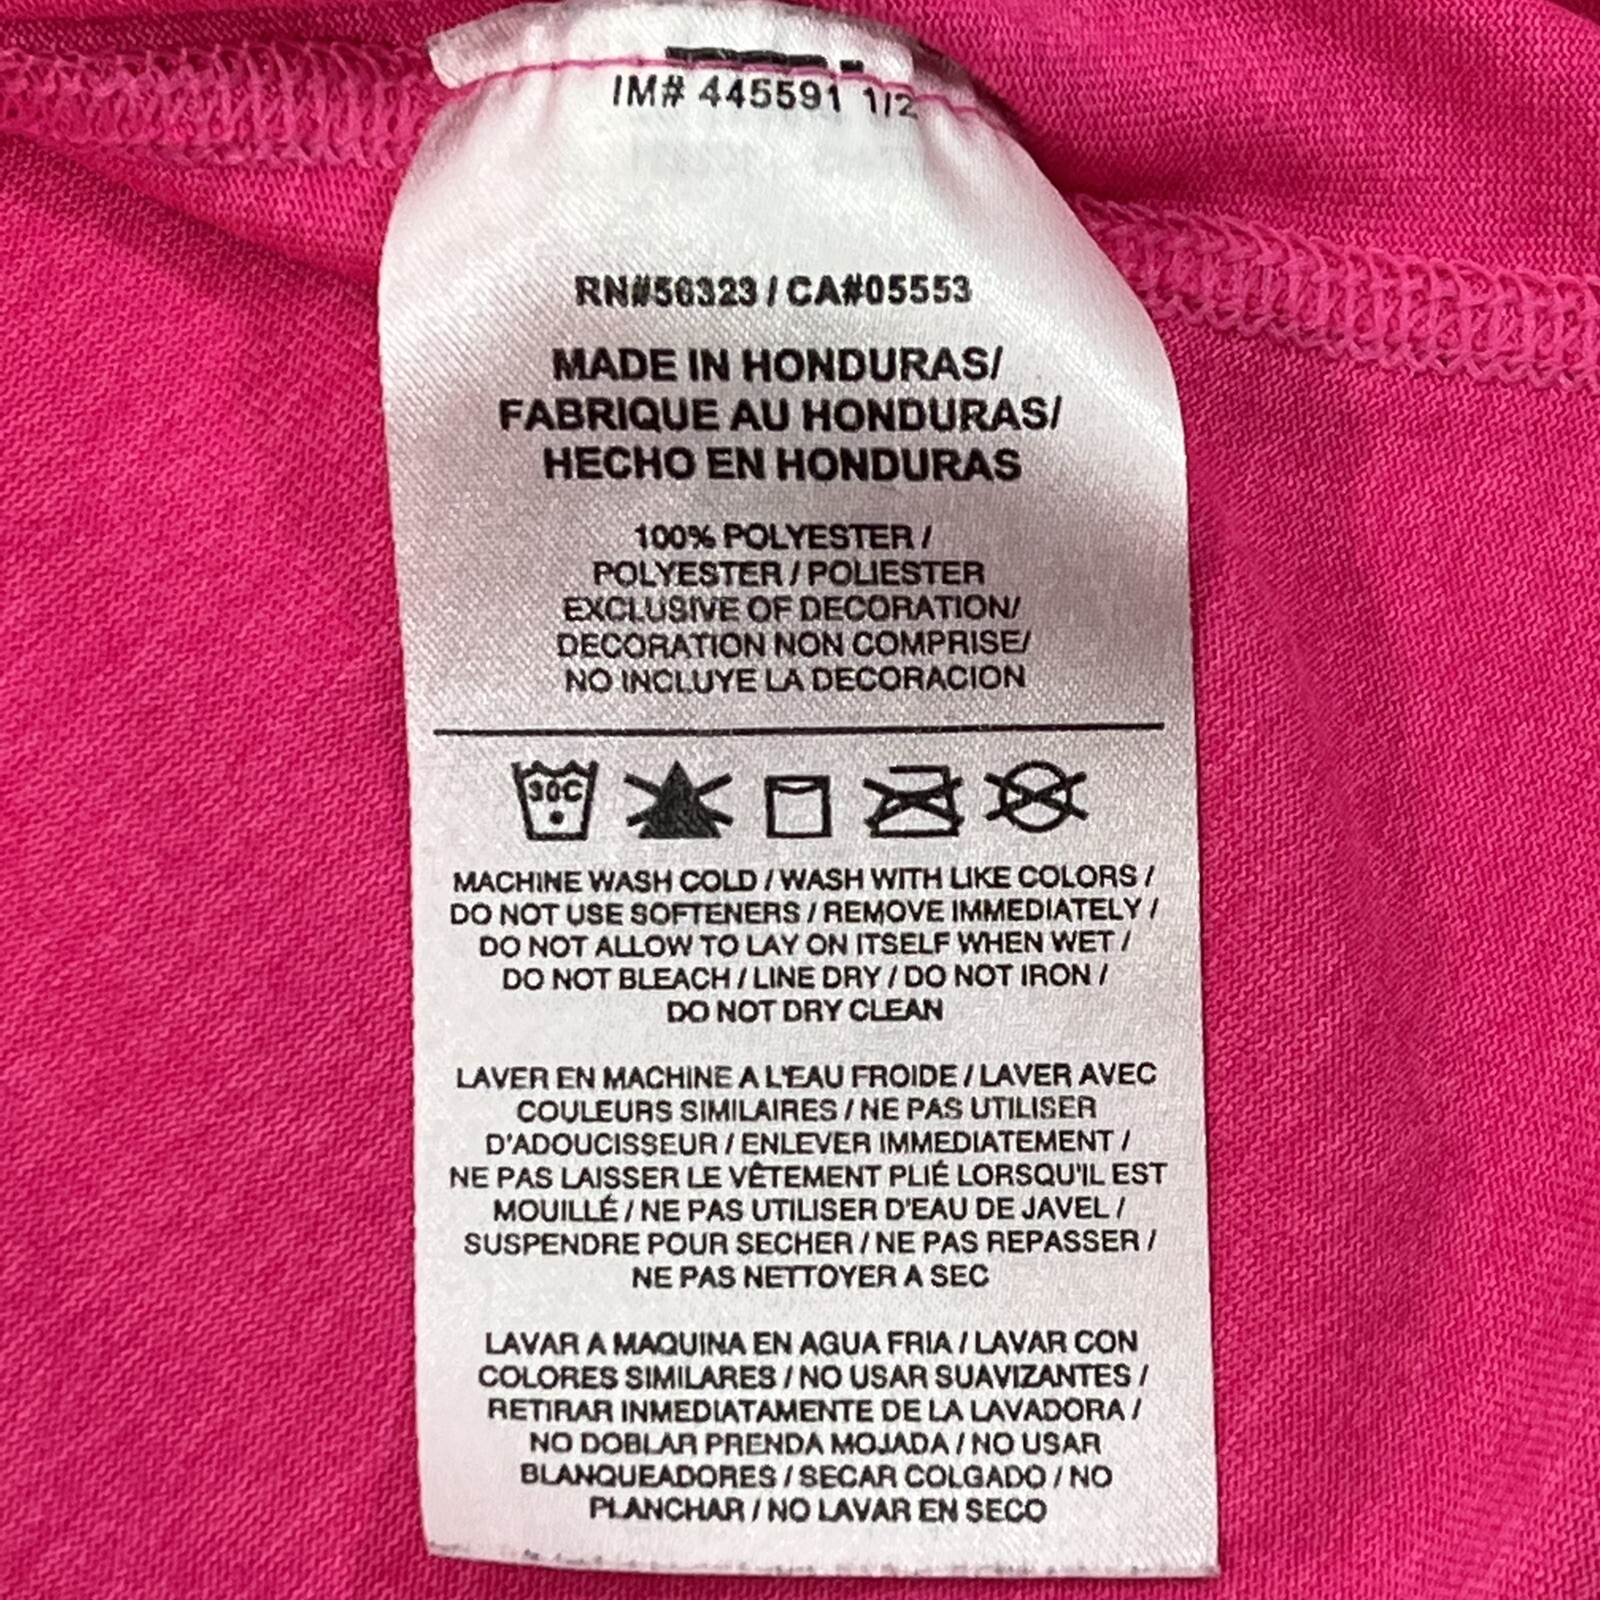 IM# 445591 1/2
RN#56323 / CA#05553
MADE IN HONDURAS/
FABRIQUE AU HONDURAS/
HECHO EN HONDURAS
100% POLYESTER /
POLYESTER / POLIESTER
EXCLUSIVE OF DECORATION/
DECORATION NON COMPRISE/
NO INCLUYE LA DECORACION
30C
MACHINE WASH COLD / WASH WITH LIKE COLORS /
DO NOT USE SOFTENERS / REMOVE IMMEDIATELY /
DO NOT ALLOW TO LAY ON ITSELF WHEN WET /
DO NOT BLEACH / LINE DRY / DO NOT IRON /
DO NOT DRY CLEAN
LAVER EN MACHINE A L'EAU FROIDE / LAVER AVEC
COULEURS SIMILAIRES / NE PAS UTILISER
D'ADOUCISSEUR / ENLEVER IMMEDIATEMENT /
NE PAS LAISSER LE VÊTEMENT PLIÉ LORSQU'IL EST
MOUILLÉ / NE PAS UTILISER D'EAU DE JAVEL /
SUSPENDRE POUR SECHER / NE PAS REPASSER /
NE PAS NETTOYER A SEC
LAVAR A MAQUINA EN AGUA FRIA / LAVAR CON
COLORES SIMILARES / NO USAR SUAVIZANTES /
RETIRAR INMEDIATAMENTE DE LA LAVADORA /
NO DOBLAR PRENDA MOJADA / NO USAR
BLANQUEADORES / SECAR COLGADO / NO
PLANCHAR / NO LAVAR EN SECO